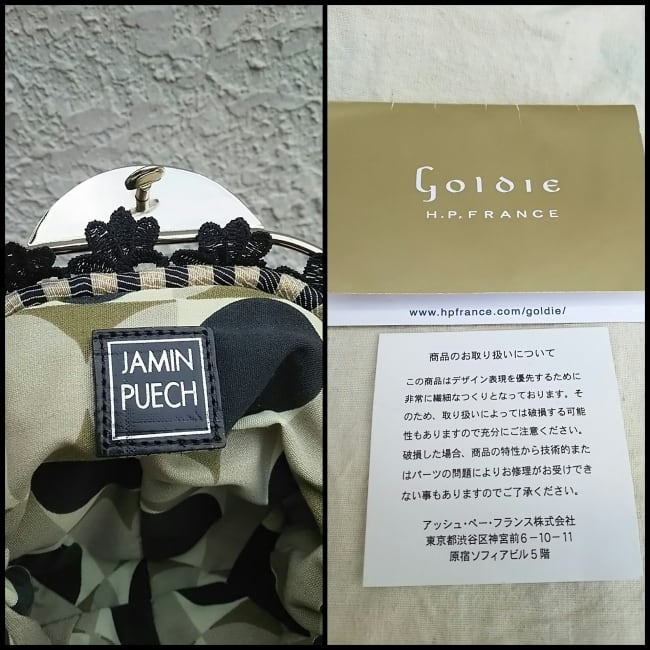 JAMIN
PUECH
Goldie
H.P.FRANCE
www.hpfrance.com/goldie/
商品のお取り扱いについて
この商品はデザイン表現を優先するために
非常に繊細なつくりとなっております。そ
のため、取り扱いによっては破損する可能
性もありますので充分にご注意ください。
破損した場合、商品の特性から技術的また
はパーツの問題によりお修理がお受けでき
ない事もありますのでご了承ください。
アッシュ・ペー・フランス株式会社
東京都渋谷区神宮前6－10－11
原宿ソフィアビル5階